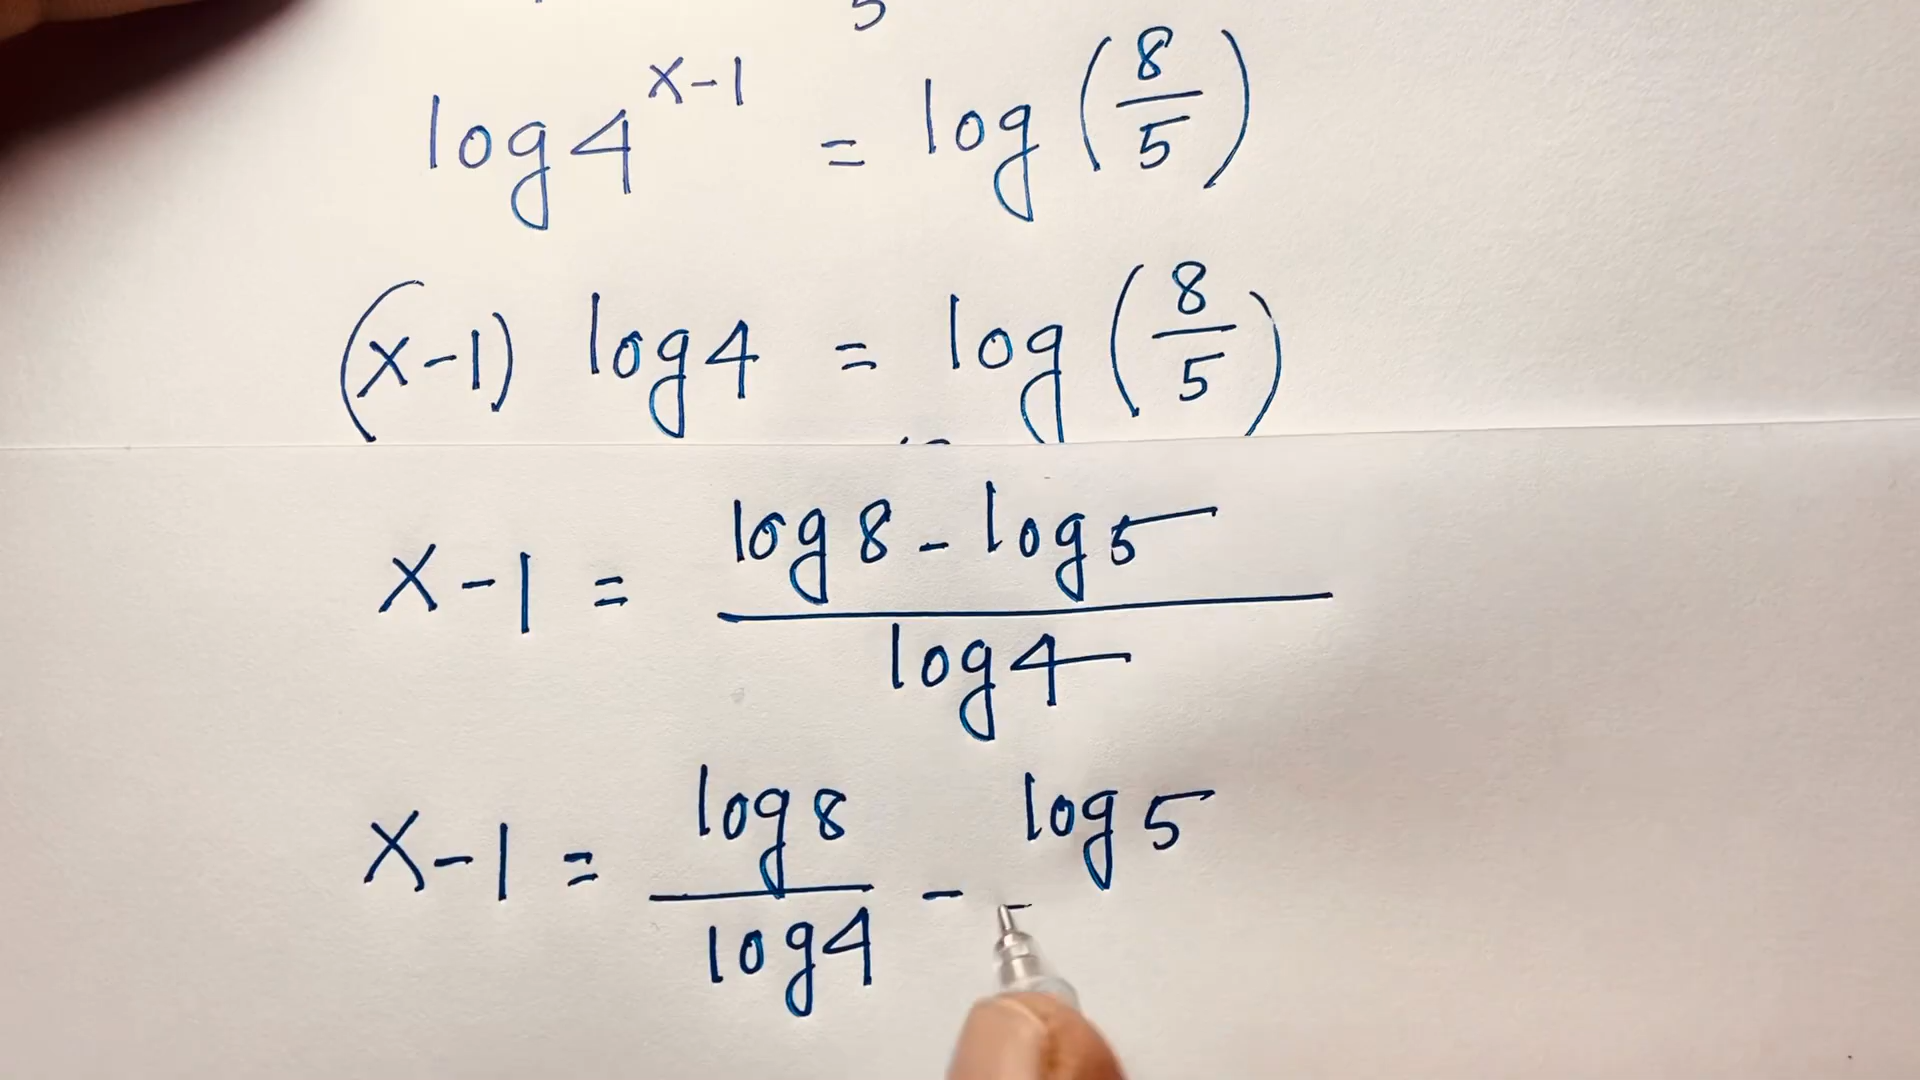 5
log 4^(x-1) = log (8/5)
(x-1) log 4 = log (8/5)
x-1 = (log 8 - log 5)/(log 4)
x-1 = (log 8)/(log 4) - log 5